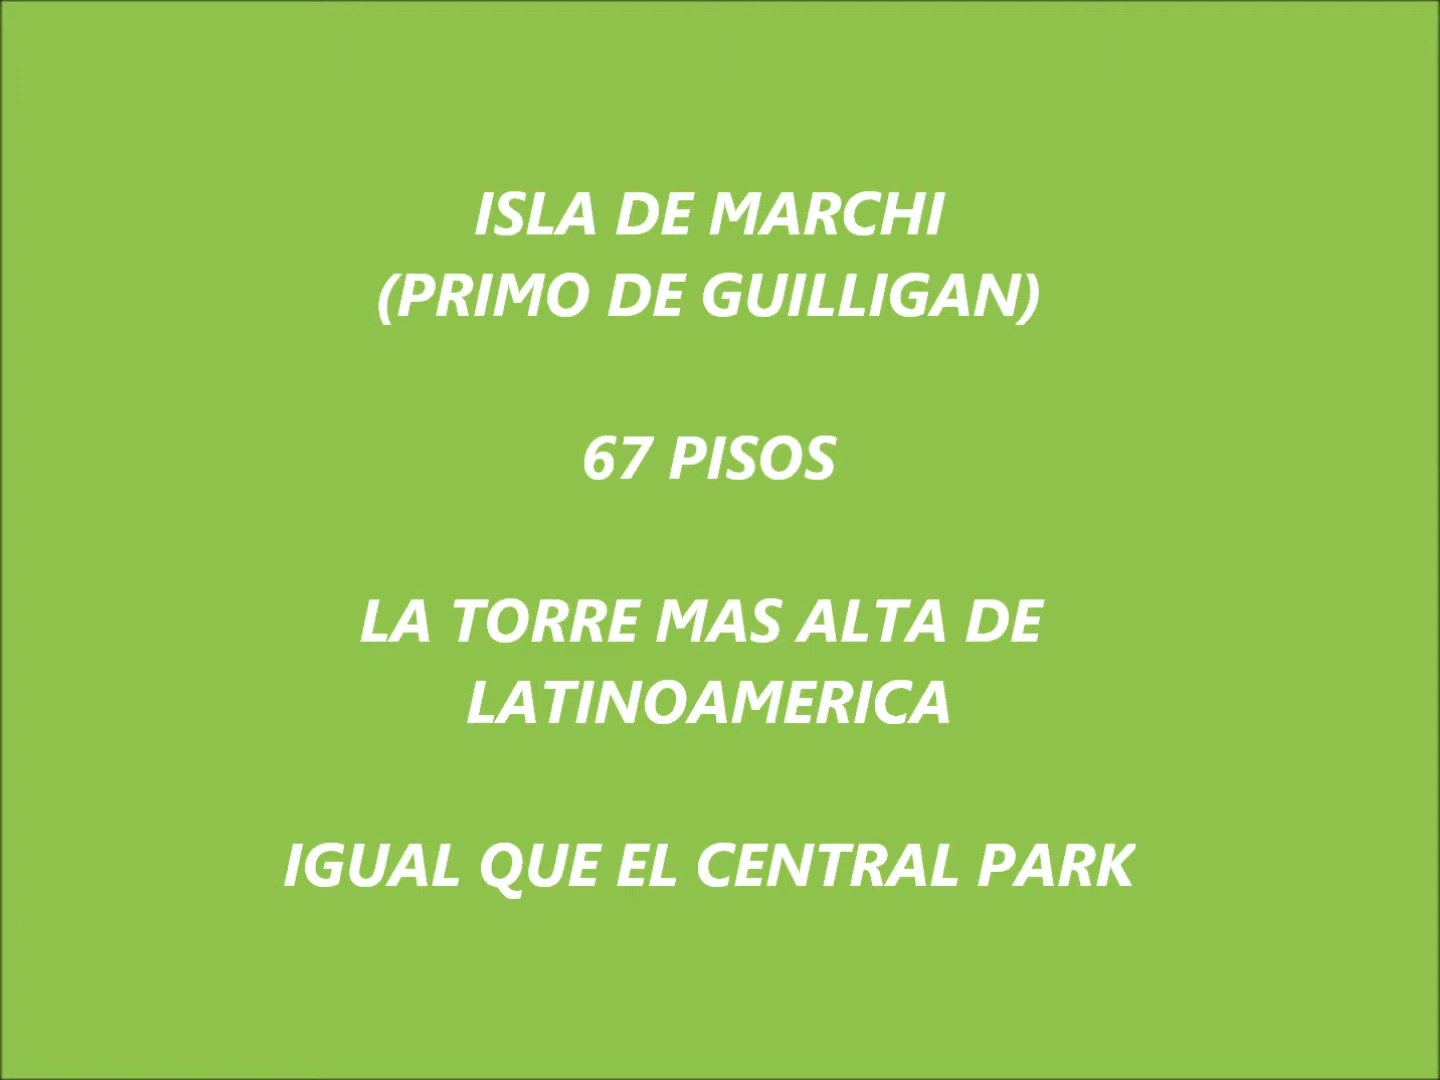 ISLA DE MARCHI
(PRIMO DE GUILLIGAN)
67 PISOS
LA TORRE MAS ALTA DE
LATINOAMERICA
IGUAL QUE EL CENTRAL PARK